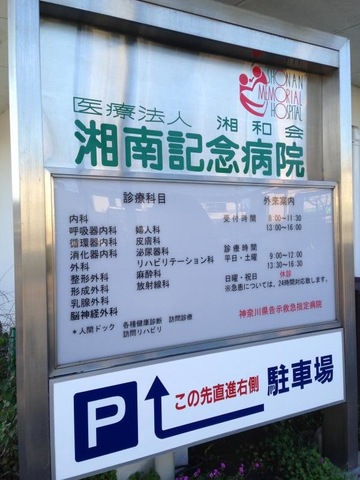 SHONAN
MEMORIAL
HOSPITAL
医療法人 湘和会
湘南記念病院
診療科目
内科
呼吸器内科
循環器内科
消化器内科
外科
整形外科
形成外科
乳腺外科
脳神経外科
婦人科
皮膚科
泌尿器科
リハビリテーション科
麻酔科
放射線科
*人間ドック 各種健康診断 訪問診療
訪問リハビリ
外来案内
受付時間 8:00〜11:30
13:00〜16:00
診療時間
平日・土曜 9:00〜12:00
13:30〜16:30
日曜・祝日 休診
※急患については、24時間対応致します。
神奈川県告示救急指定病院
P
この先直進右側
駐車場